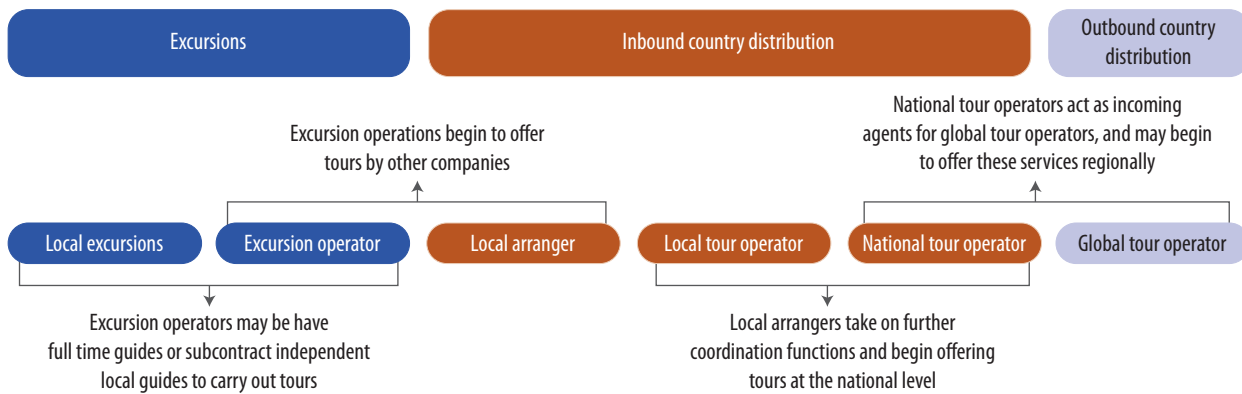 Excursions
Inbound country distribution
Outbound country
distribution
Excursion operations begin to offer
tours by other companies
National tour operators act as incoming
agents for global tour operators, and may begin
to offer these services regionally
Local excursions
Excursion operator
Local arranger
Local tour operator
National tour operator
Global tour operator
Excursion operators may be have
full time guides or subcontract independent
local guides to carry out tours
Local arrangers take on further
coordination functions and begin offering
tours at the national level